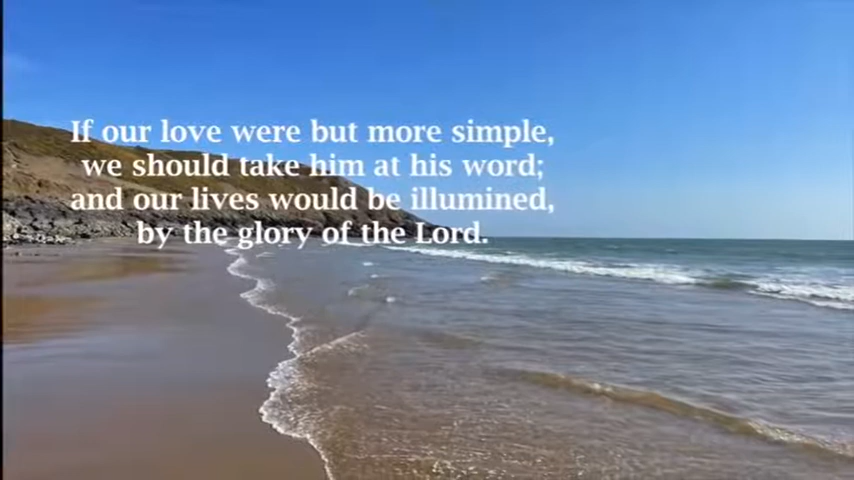 If our love were but more simple,
we should take him at his word;
and our lives would be illumined,
by the glory of the Lord.